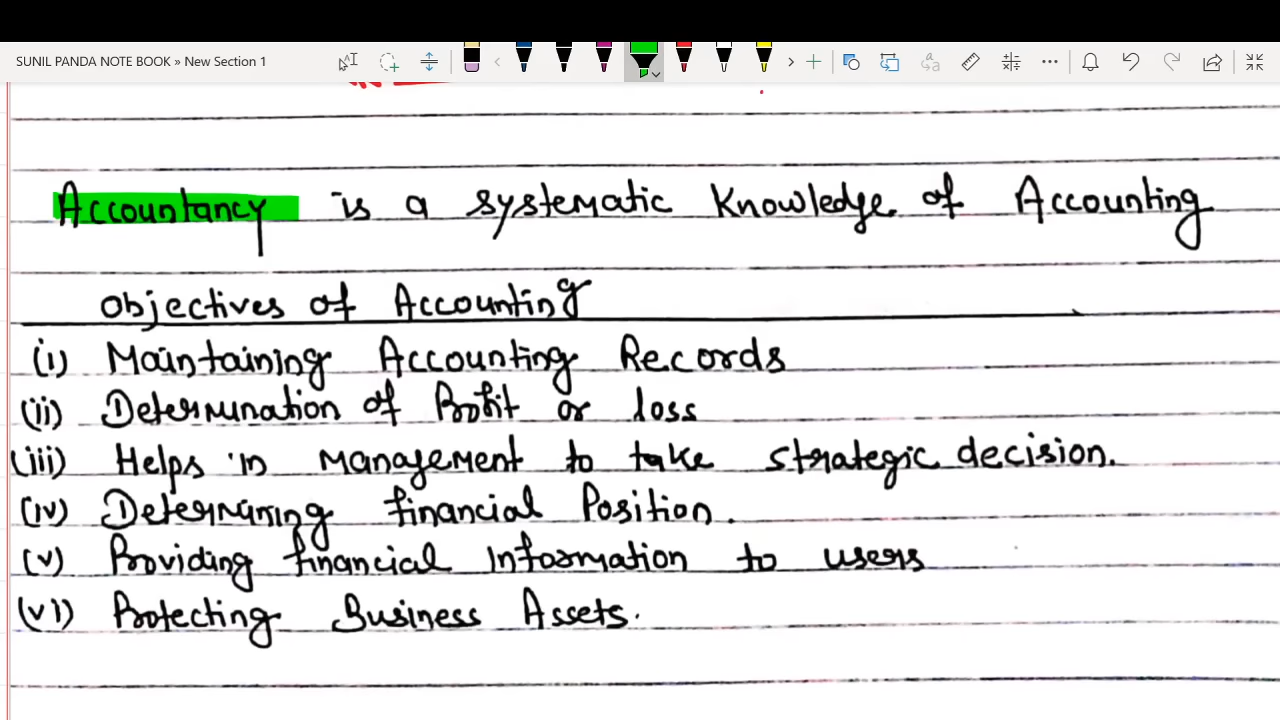 SUNIL PANDA NOTE BOOK » New Section 1
Accountancy is a systematic Knowledge of Accounting
Objectives of Accounting
(i) Maintaining Accounting Records
(ii) Determination of Profit or loss
(iii) Helps in management to take strategic decision.
(iv) Determining financial Position.
(v) Providing financial Information to users
(vi) Protecting Business Assets.